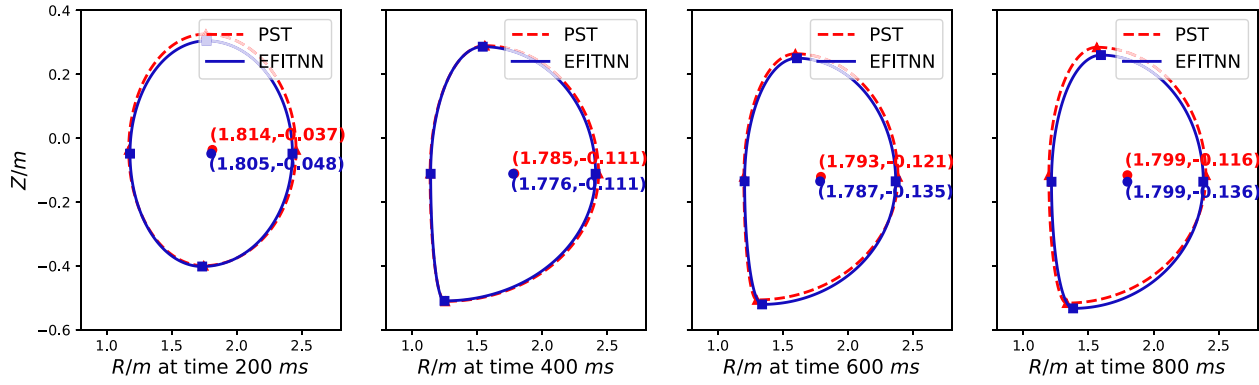 0.4
0.2
0.0
−0.2
−0.4
−0.6
Z/m
PST
EFITNN
(1.814,-0.037)
(1.805,-0.048)
1.0 1.5 2.0 2.5
R/m at time 200 ms
PST
EFITNN
(1.785,-0.111)
(1.776,-0.111)
1.0 1.5 2.0 2.5
R/m at time 400 ms
PST
EFITNN
(1.793,-0.121)
(1.787,-0.135)
1.0 1.5 2.0 2.5
R/m at time 600 ms
PST
EFITNN
(1.799,-0.116)
(1.799,-0.136)
1.0 1.5 2.0 2.5
R/m at time 800 ms